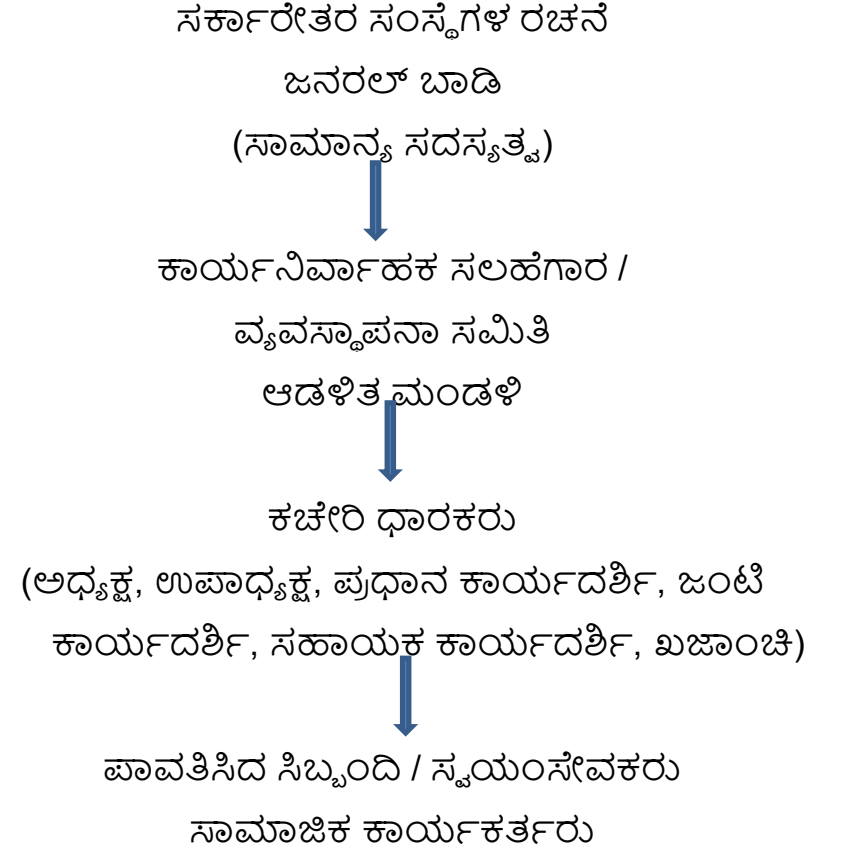 ಸರ್ಕಾರೇತರ ಸಂಸ್ಥೆಗಳ ರಚನೆ
ಜನರಲ್ ಬಾಡಿ
(ಸಾಮಾನ್ಯ ಸದಸ್ಯತ್ವ)
ಕಾರ್ಯನಿರ್ವಾಹಕ ಸಲಹೆಗಾರ /
ವ್ಯವಸ್ಥಾಪನಾ ಸಮಿತಿ
ಆಡಳಿತ ಮಂಡಳಿ
ಕಚೇರಿ ಧಾರಕರು
(ಅಧ್ಯಕ್ಷ, ಉಪಾಧ್ಯಕ್ಷ, ಪ್ರಧಾನ ಕಾರ್ಯದರ್ಶಿ, ಜಂಟಿ
ಕಾರ್ಯದರ್ಶಿ, ಸಹಾಯಕ ಕಾರ್ಯದರ್ಶಿ, ಖಜಾಂಚಿ)
ಪಾವತಿಸಿದ ಸಿಬ್ಬಂದಿ / ಸ್ವಯಂಸೇವಕರು
ಸಾಮಾಜಿಕ ಕಾರ್ಯಕರ್ತರು